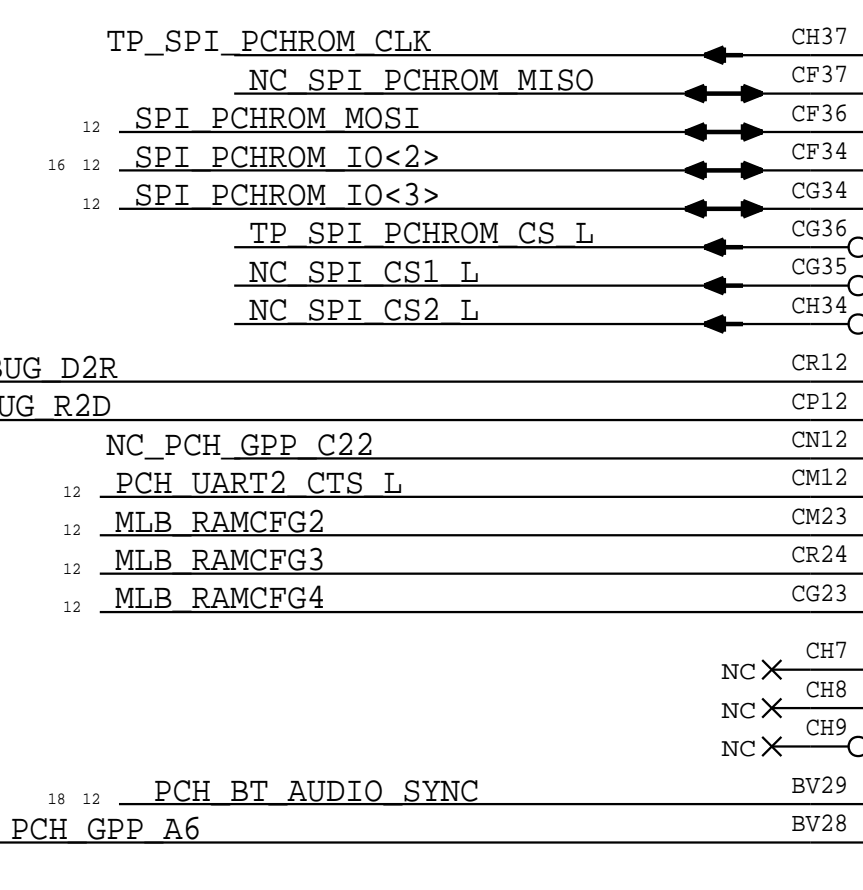 TP_SPI_PCHROM_CLK CH37
NC_SPI_PCHROM_MISO CF37
12 SPI_PCHROM_MOSI CF36
16 12 SPI_PCHROM_IO<2> CF34
12 SPI_PCHROM_IO<3> CG34
TP_SPI_PCHROM_CS_L CG36
NC_SPI_CS1_L CG35
NC_SPI_CS2_L CH34
BUG_D2R CR12
UG_R2D CP12
NC_PCH_GPP_C22 CN12
12 PCH_UART2_CTS_L CM12
12 MLB_RAMCFG2 CM23
12 MLB_RAMCFG3 CR24
12 MLB_RAMCFG4 CG23
NC CH7
NC CH8
NC CH9
18 12 PCH_BT_AUDIO_SYNC BV29
PCH_GPP_A6 BV28